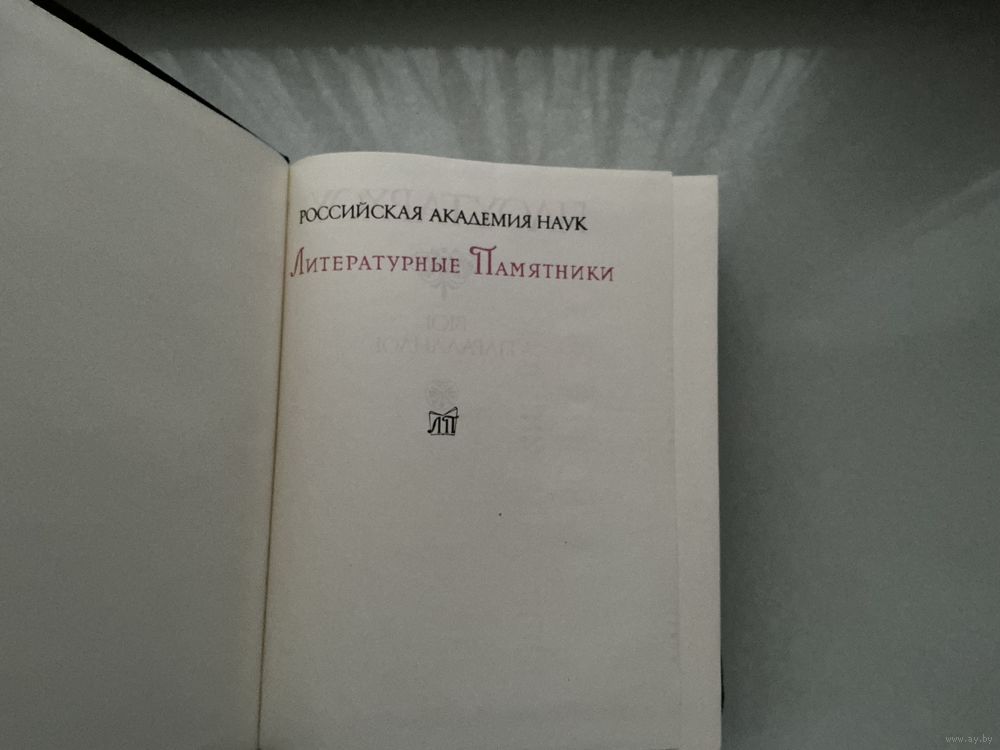 РОССИЙСКАЯ АКАДЕМИЯ НАУК
Литературные Памятники
ЛП
www.ay.by